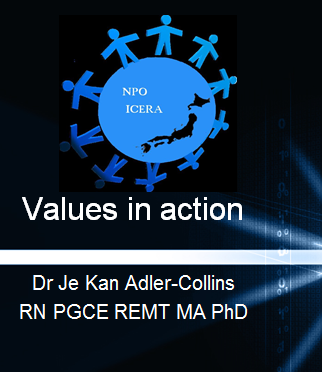 NPO
ICERA
Values in action
Dr Je Kan Adler-Collins
RN PGCE REMT MA PhD